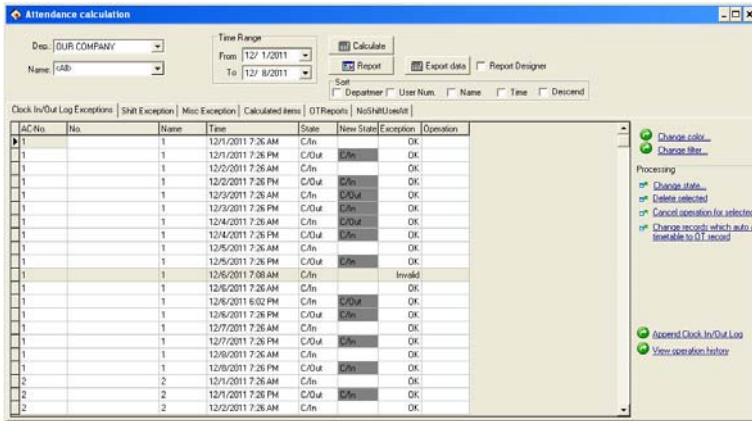 Attendance calculation
Dep.: OUR COMPANY
Name: <All>
Time Range
From 12/ 1/2011
To 12/ 8/2011
Calculate
Report
Export data
Report Designer
Sort
Departmer User Num. Name Time Descend
Clock In/Out Log Exceptions Shift Exception Misc Exception Calculated items OTReports NoShiftUsersAtt
AC-No. No. Name Time State New State Exception Operation
1 1 12/1/2011 7:26 AM C/In OK
1 1 12/1/2011 7:26 PM C/Out C/In OK
1 1 12/2/2011 7:26 AM C/In OK
1 1 12/2/2011 7:26 PM C/Out C/In OK
1 1 12/3/2011 7:26 AM C/In C/Out OK
1 1 12/3/2011 7:26 PM C/Out C/In OK
1 1 12/4/2011 7:26 AM C/In C/Out OK
1 1 12/4/2011 7:26 PM C/Out C/In OK
1 1 12/5/2011 7:26 AM C/In OK
1 1 12/5/2011 7:26 PM C/Out C/In OK
1 1 12/6/2011 7:08 AM C/In Invalid
1 1 12/6/2011 7:26 AM C/In OK
1 1 12/6/2011 6:02 PM C/In C/Out OK
1 1 12/6/2011 7:26 PM C/Out C/In OK
1 1 12/7/2011 7:26 AM C/In OK
1 1 12/7/2011 7:26 PM C/Out C/In OK
1 1 12/8/2011 7:26 AM C/In OK
1 1 12/8/2011 7:26 PM C/Out C/In OK
2 2 12/1/2011 7:26 AM C/In OK
2 2 12/1/2011 7:26 PM C/Out C/In OK
2 2 12/2/2011 7:26 AM C/In OK
Change color...
Change filter...
Processing
Change state...
Delete selected
Cancel operation for selected
Change records which auto a
timetable to OT record
Append Clock In/Out Log
View operation history